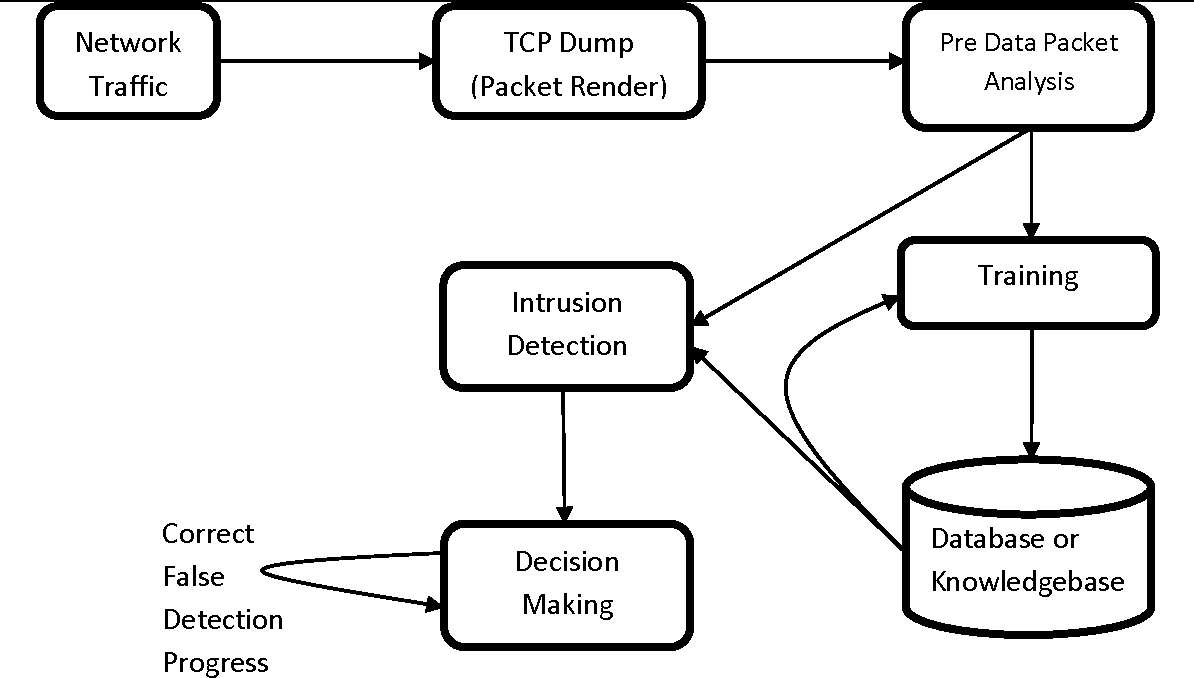 Network
Traffic
TCP Dump
(Packet Render)
Pre Data Packet
Analysis
Intrusion
Detection
Training
Correct
False
Detection
Progress
Decision
Making
Database or
Knowledgebase